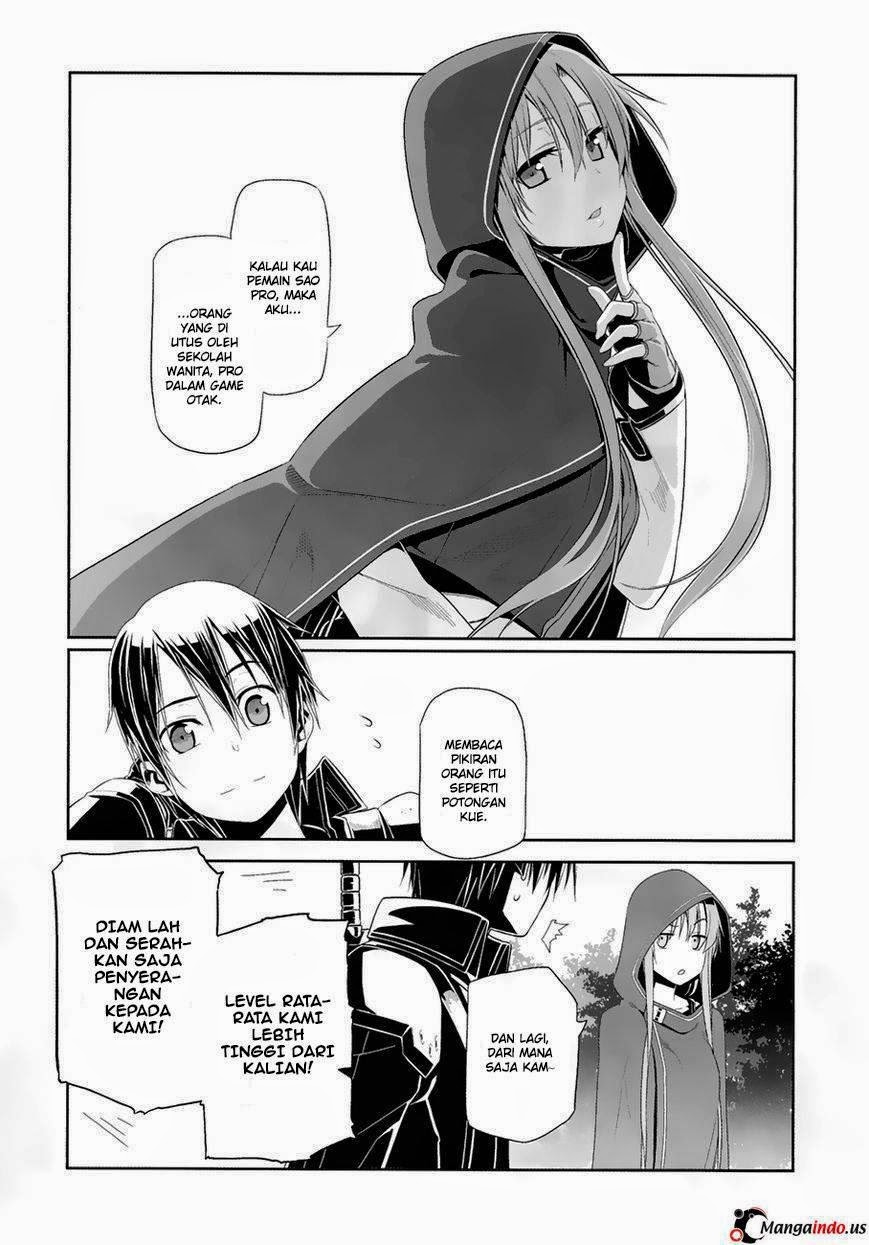 KALAU KAU
PEMAIN SAO
PRO, MAKA
AKU...
...ORANG
YANG DI
UTUS OLEH
SEKOLAH
WANITA, PRO
DALAM GAME
OTAK.
MEMBACA
PIKIRAN
ORANG ITU
SEPERTI
POTONGAN
KUE.
DAN LAGI,
DARI MANA
SAJA KAM~
LEVEL RATA-
RATA KAMI
LEBIH
TINGGI DARI
KALIAN!
DIAM LAH
DAN SERAH-
KAN SAJA
PENYERA-
NGAN
KEPADA
KAMI!
Mangaindo.us